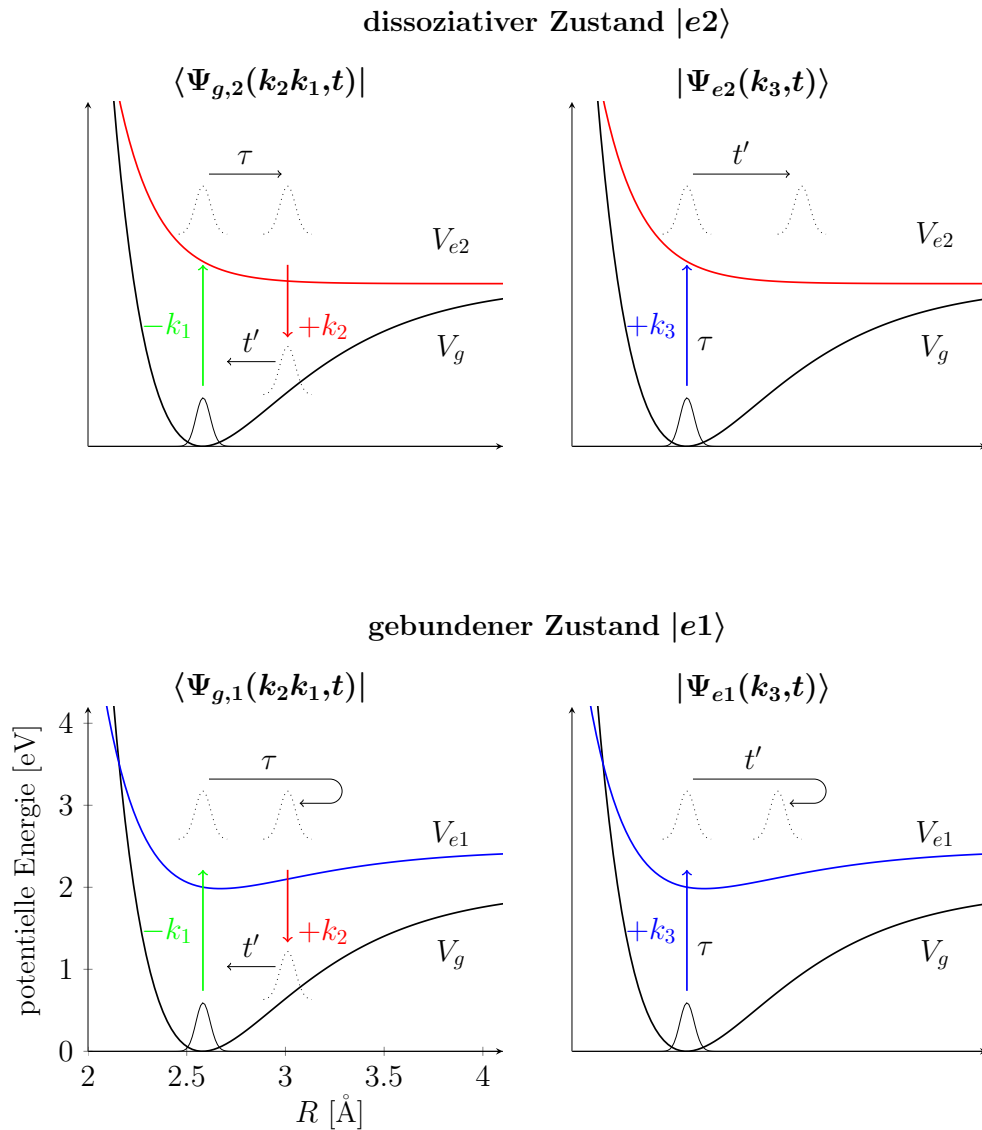 dissoziativer Zustand |e2⟩
⟨Ψg,2(k2k1,t)|
|Ψe2(k3,t)⟩
τ
Ve2
−k1
+k2
t′
Vg
t′
Ve2
+k3
τ
Vg
gebundener Zustand |e1⟩
⟨Ψg,1(k2k1,t)|
|Ψe1(k3,t)⟩
potentielle Energie [eV]
4
3
2
1
0
τ
Ve1
−k1
+k2
t′
Vg
2
2.5
3
3.5
4
R [Å]
t′
Ve1
+k3
τ
Vg